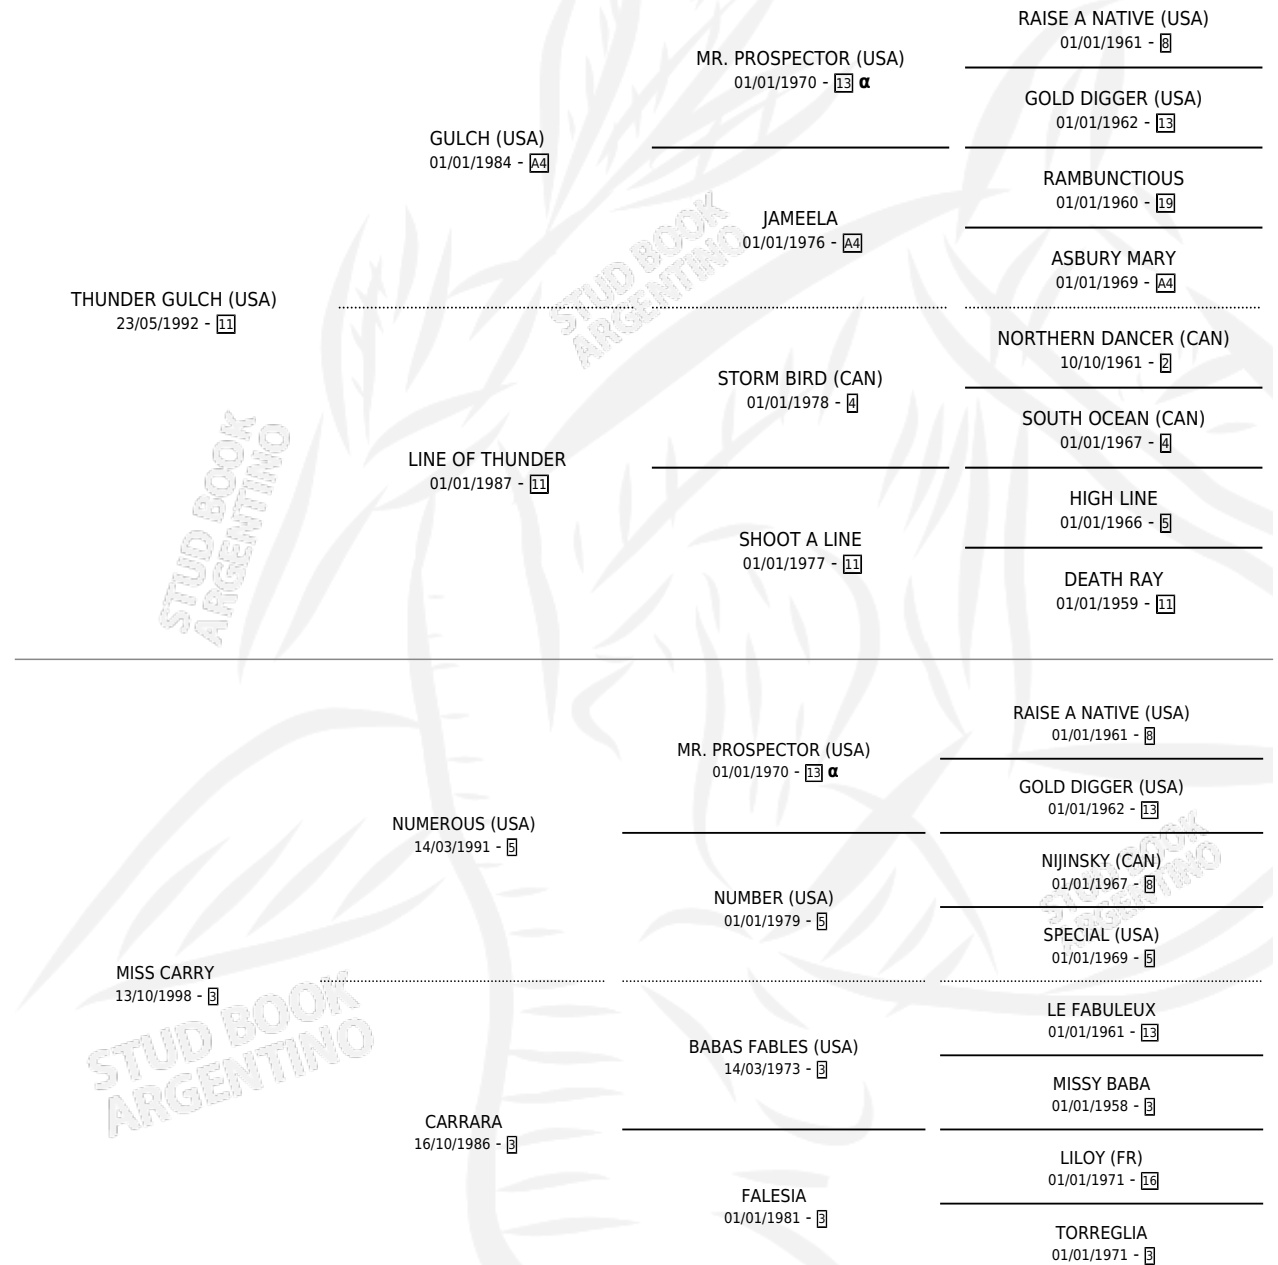 RAISE A NATIVE (USA)
01/01/1961 - 8
MR. PROSPECTOR (USA)
01/01/1970 - 13 α
GOLD DIGGER (USA)
01/01/1962 - 13
GULCH (USA)
01/01/1984 - A4
RAMBUNCTIOUS
01/01/1960 - 19
JAMEELA
01/01/1976 - A4
ASBURY MARY
01/01/1969 - A4
THUNDER GULCH (USA)
23/05/1992 - 11
NORTHERN DANCER (CAN)
10/10/1961 - 2
STORM BIRD (CAN)
01/01/1978 - 4
SOUTH OCEAN (CAN)
01/01/1967 - 4
LINE OF THUNDER
01/01/1987 - 11
HIGH LINE
01/01/1966 - 5
SHOOT A LINE
01/01/1977 - 11
DEATH RAY
01/01/1959 - 11
RAISE A NATIVE (USA)
01/01/1961 - 8
MR. PROSPECTOR (USA)
01/01/1970 - 13 α
GOLD DIGGER (USA)
01/01/1962 - 13
NUMEROUS (USA)
14/03/1991 - 5
NIJINSKY (CAN)
01/01/1967 - 8
NUMBER (USA)
01/01/1979 - 5
SPECIAL (USA)
01/01/1969 - 5
MISS CARRY
13/10/1998 - 3
LE FABULEUX
01/01/1961 - 13
BABAS FABLES (USA)
14/03/1973 - 3
MISSY BABA
01/01/1958 - 3
CARRARA
16/10/1986 - 3
LILOY (FR)
01/01/1971 - 16
FALESIA
01/01/1981 - 3
TORREGLIA
01/01/1971 - 3
STUD BOOK
ARGENTINO
STUD BOOK
ARGENTINO
STUD BOOK
ARGENTINO
STUD BOOK
ARGENTINO